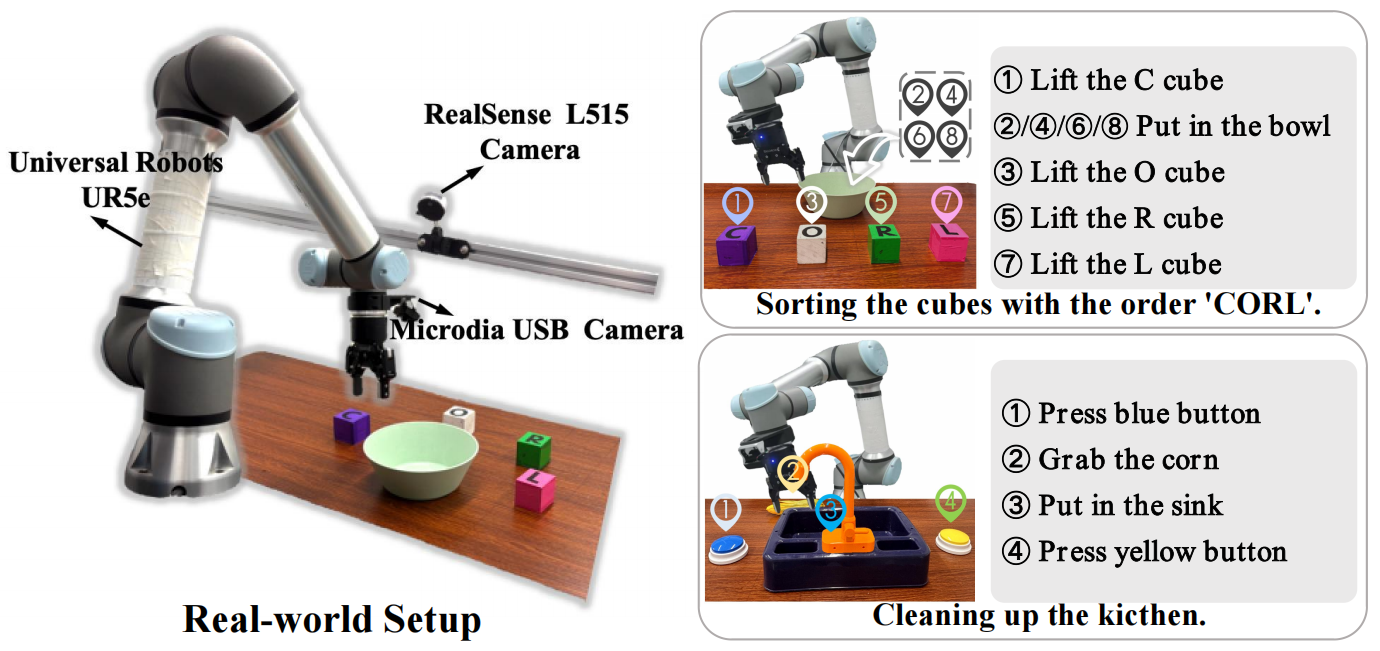 RealSense L515
Camera
Universal Robots
UR5e
Microdia USB Camera
C
O
R
L
Real-world Setup
② ④
⑥ ⑧
① ③ ⑤ ⑦
C O R L
① Lift the C cube
②/④/⑥/⑧ Put in the bowl
③ Lift the O cube
⑤ Lift the R cube
⑦ Lift the L cube
Sorting the cubes with the order 'CORL'.
②
① ③ ④
① Press blue button
② Grab the corn
③ Put in the sink
④ Press yellow button
Cleaning up the kicthen.